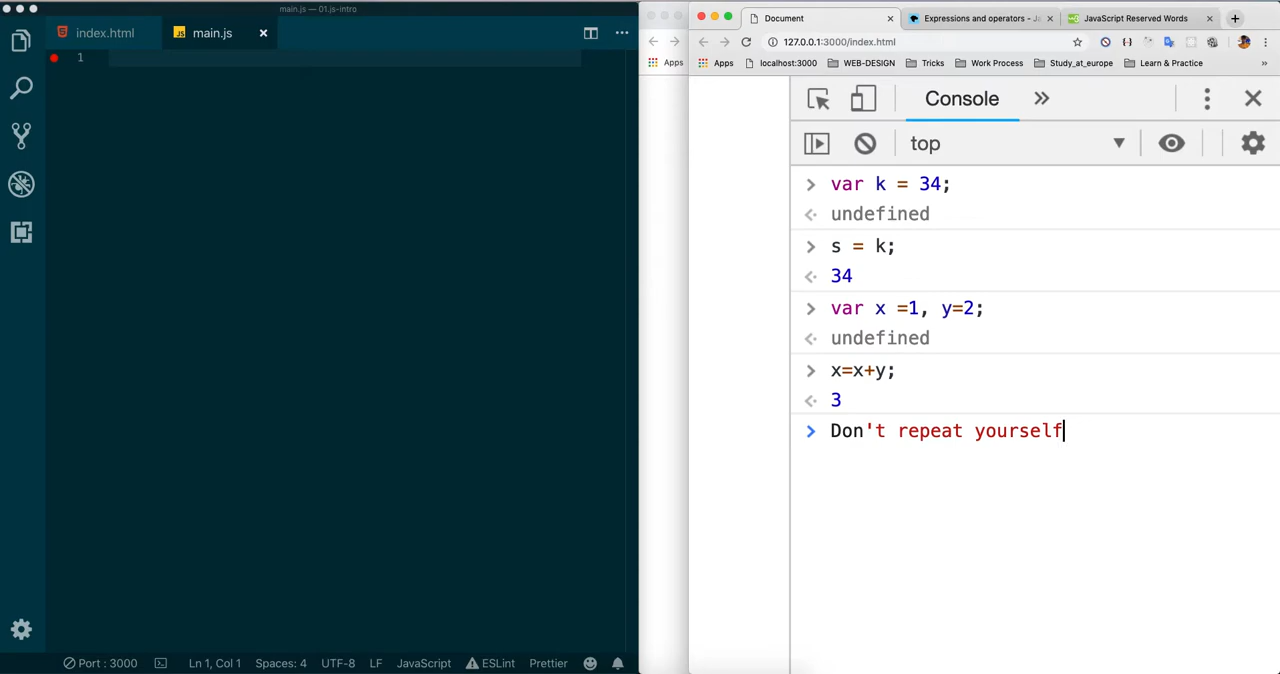 main.js — 01.js-intro
index.html
main.js
1
Port : 3000
Ln 1, Col 1
Spaces: 4
UTF-8
LF
JavaScript
ESLint
Prettier
Apps
Document
Expressions and operators - Ja
JavaScript Reserved Words
127.0.0.1:3000/index.html
Apps
localhost:3000
WEB-DESIGN
Tricks
Work Process
Study_at_europe
Learn & Practice
»
Console
»
top
> var k = 34;
undefined
> s = k;
34
> var x =1, y=2;
undefined
> x=x+y;
3
> Don't repeat yourself